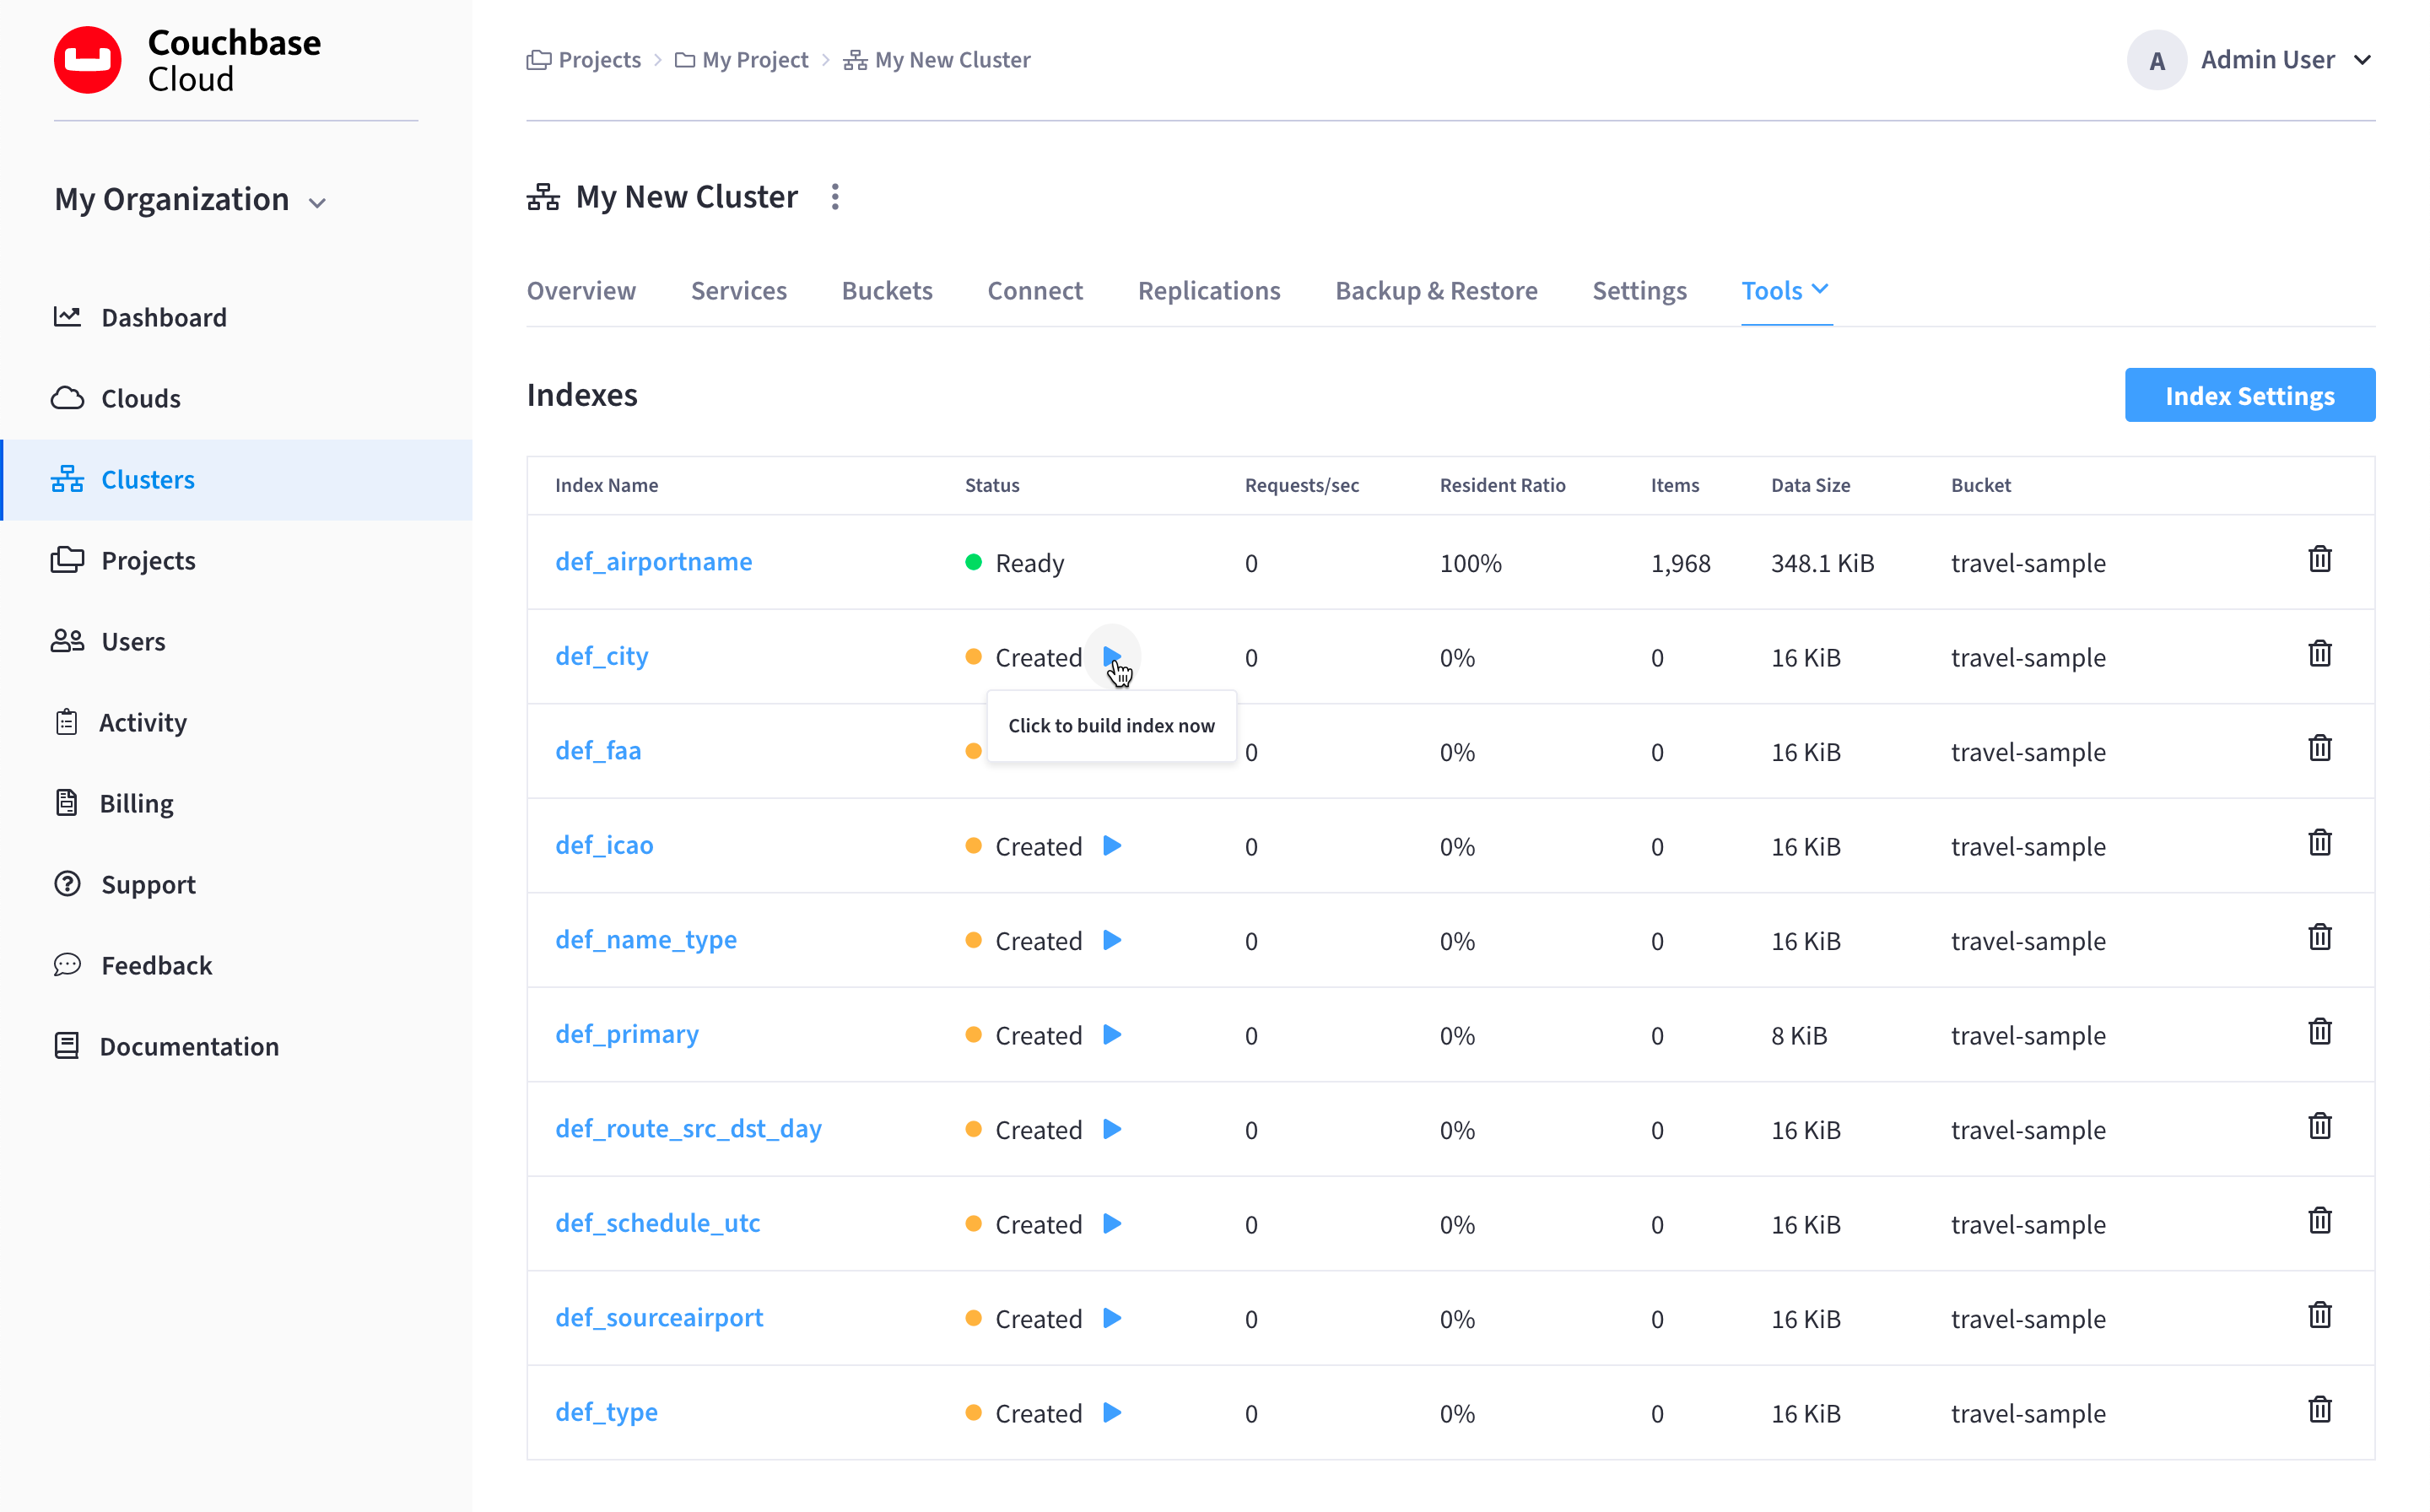 Couchbase
Cloud
Projects My Project My New Cluster
A Admin User
My Organization
Dashboard
Clouds
Clusters
Projects
Users
Activity
Billing
Support
Feedback
Documentation
My New Cluster
Overview Services Buckets Connect Replications Backup & Restore Settings Tools
Indexes
Index Settings
Index Name Status Requests/sec Resident Ratio Items Data Size Bucket
def_airportname Ready 0 100% 1,968 348.1 KiB travel-sample
def_city Created 0 0% 0 16 KiB travel-sample
Click to build index now
def_faa 0 0% 0 16 KiB travel-sample
def_icao Created 0 0% 0 16 KiB travel-sample
def_name_type Created 0 0% 0 16 KiB travel-sample
def_primary Created 0 0% 0 8 KiB travel-sample
def_route_src_dst_day Created 0 0% 0 16 KiB travel-sample
def_schedule_utc Created 0 0% 0 16 KiB travel-sample
def_sourceairport Created 0 0% 0 16 KiB travel-sample
def_type Created 0 0% 0 16 KiB travel-sample